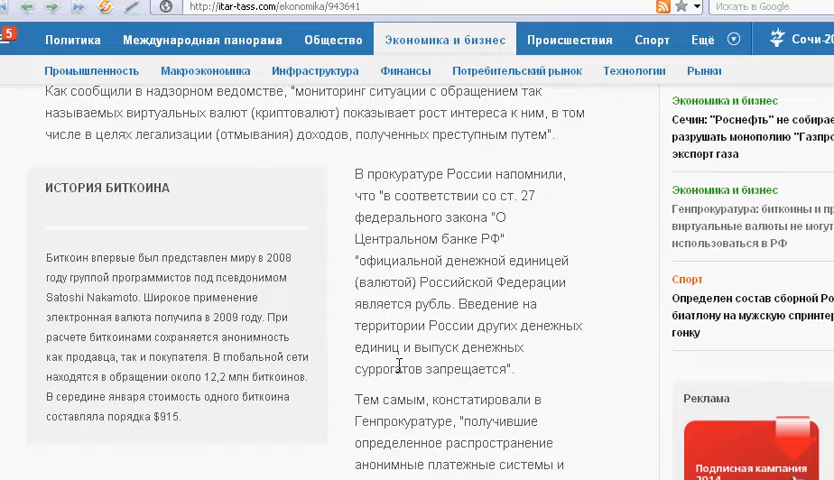 http://itar-tass.com/ekonomika/943641
Искать в Google
5
Политика
Международная панорама
Общество
Экономика и бизнес
Происшествия
Спорт
Ещё
Сочи-20
Промышленность
Макроэкономика
Инфраструктура
Финансы
Потребительский рынок
Технологии
Рынки
Как сообщили в надзорном ведомстве, "мониторинг ситуации с обращением так
называемых виртуальных валют (криптовалют) показывает рост интереса к ним, в том
числе в целях легализации (отмывания) доходов, полученных преступным путем".
ИСТОРИЯ БИТКОИНА
Биткоин впервые был представлен миру в 2008
году группой программистов под псевдонимом
Satoshi Nakamoto. Широкое применение
электронная валюта получила в 2009 году. При
расчете биткоинами сохраняется анонимность
как продавца, так и покупателя. В глобальной сети
находятся в обращении около 12,2 млн биткоинов.
В середине января стоимость одного биткоина
составляла порядка $915.
В прокуратуре России напомнили,
что "в соответствии со ст. 27
федерального закона "О
Центральном банке РФ"
"официальной денежной единицей
(валютой) Российской Федерации
является рубль. Введение на
территории России других денежных
единиц и выпуск денежных
суррогатов запрещается".
Тем самым, констатировали в
Генпрокуратуре, "получившие
определенное распространение
анонимные платежные системы и
Экономика и бизнес
Сечин: "Роснефть" не собирае
разрушать монополию "Газпро
экспорт газа
Экономика и бизнес
Генпрокуратура: биткоины и пр
виртуальные валюты не могут
использоваться в РФ
Спорт
Определен состав сборной Ро
биатлону на мужскую спринтер
гонку
Реклама
Подписная кампания
2014